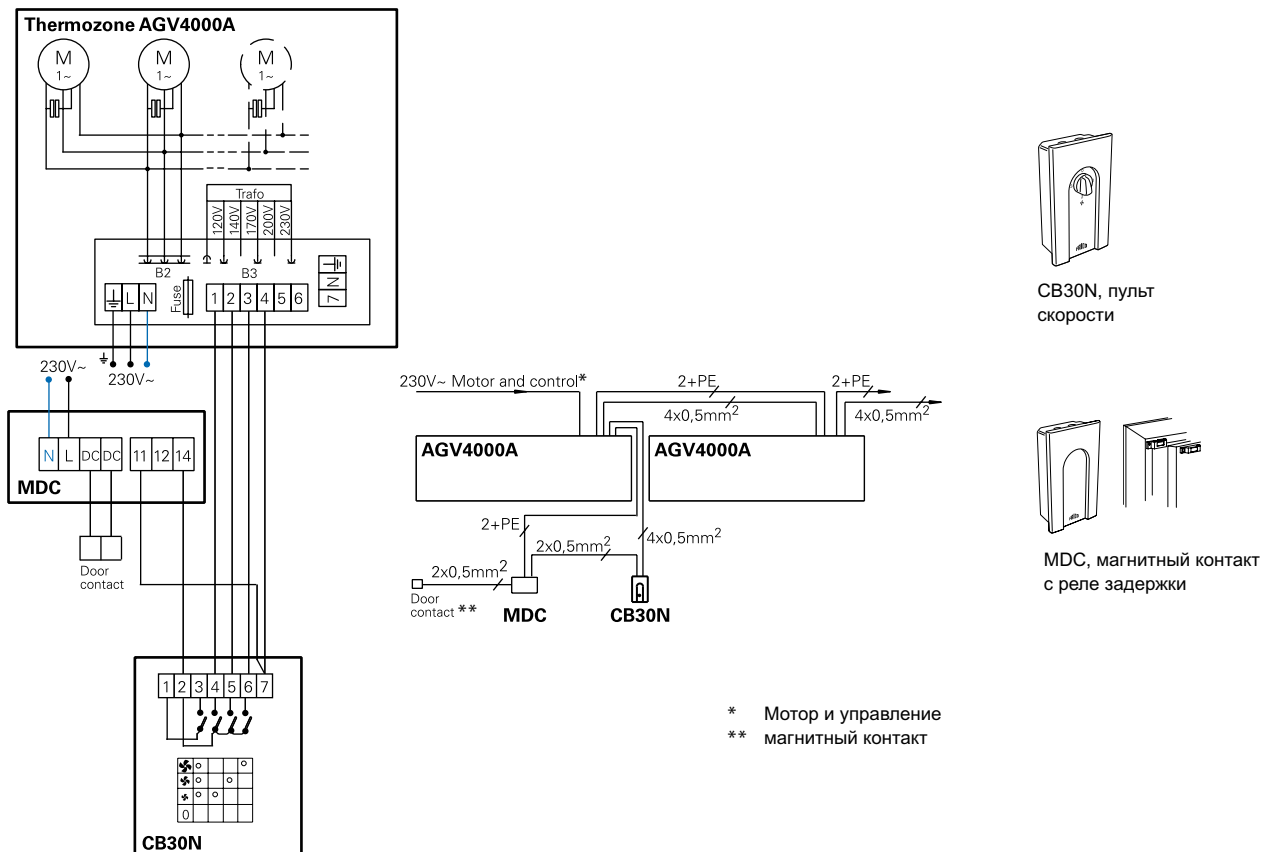 Thermozone AGV4000A
M
1~
M
1~
M
1~
Trafo
120V
140V
170V
200V
230V
B2
B3
L N
Fuse
1 2 3 4 5 6
N
7
230V~
230V~
N L DC DC 11 12 14
MDC
Door
contact
1 2 3 4 5 6 7
0
CB30N
230V~ Motor and control*
2+PE
2+PE
4x0,5mm²
4x0,5mm²
AGV4000A
AGV4000A
2+PE
2x0,5mm²
4x0,5mm²
2x0,5mm²
Door
contact **
MDC
CB30N
* Мотор и управление
** магнитный контакт
CB30N, пульт
скорости
MDC, магнитный контакт
с реле задержки